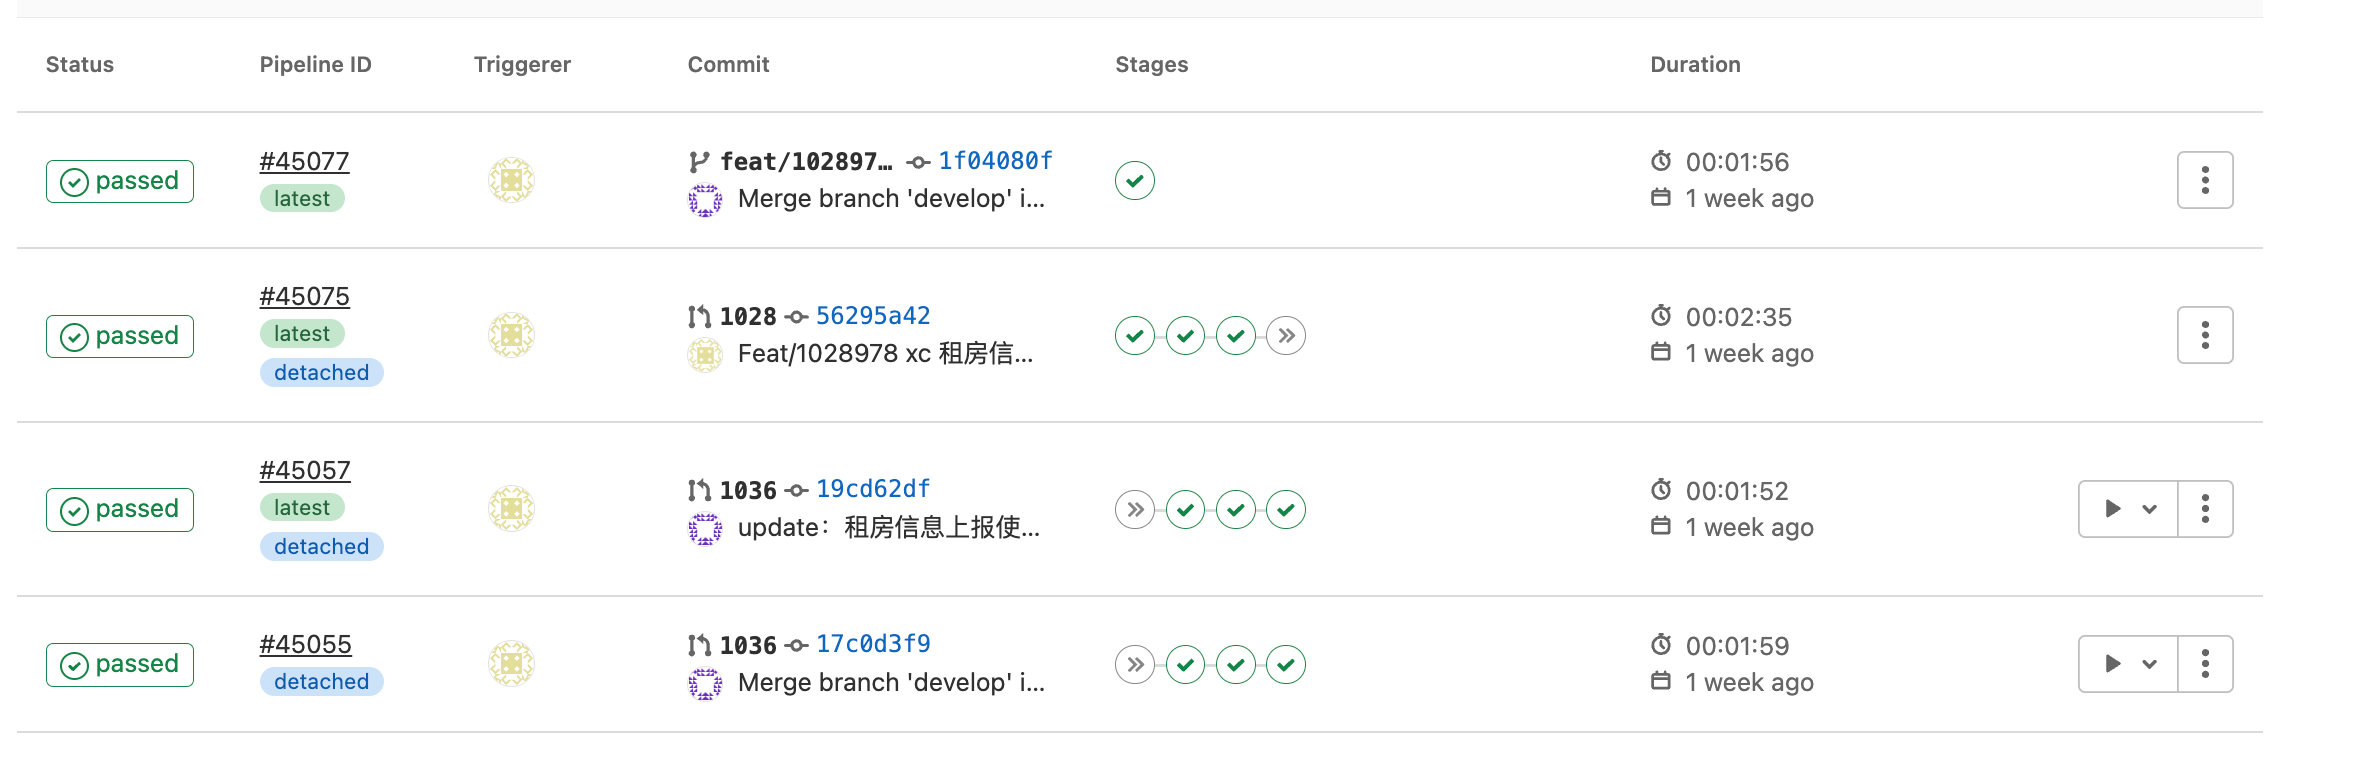 Status Pipeline ID Triggerer Commit Stages Duration
passed
#45077
latest
feat/102897… 1f04080f
Merge branch 'develop' i...
00:01:56
1 week ago
passed
#45075
latest
detached
1028 56295a42
Feat/1028978 xc 租房信...
00:02:35
1 week ago
passed
#45057
latest
detached
1036 19cd62df
update：租房信息上报使...
00:01:52
1 week ago
passed
#45055
detached
1036 17c0d3f9
Merge branch 'develop' i...
00:01:59
1 week ago